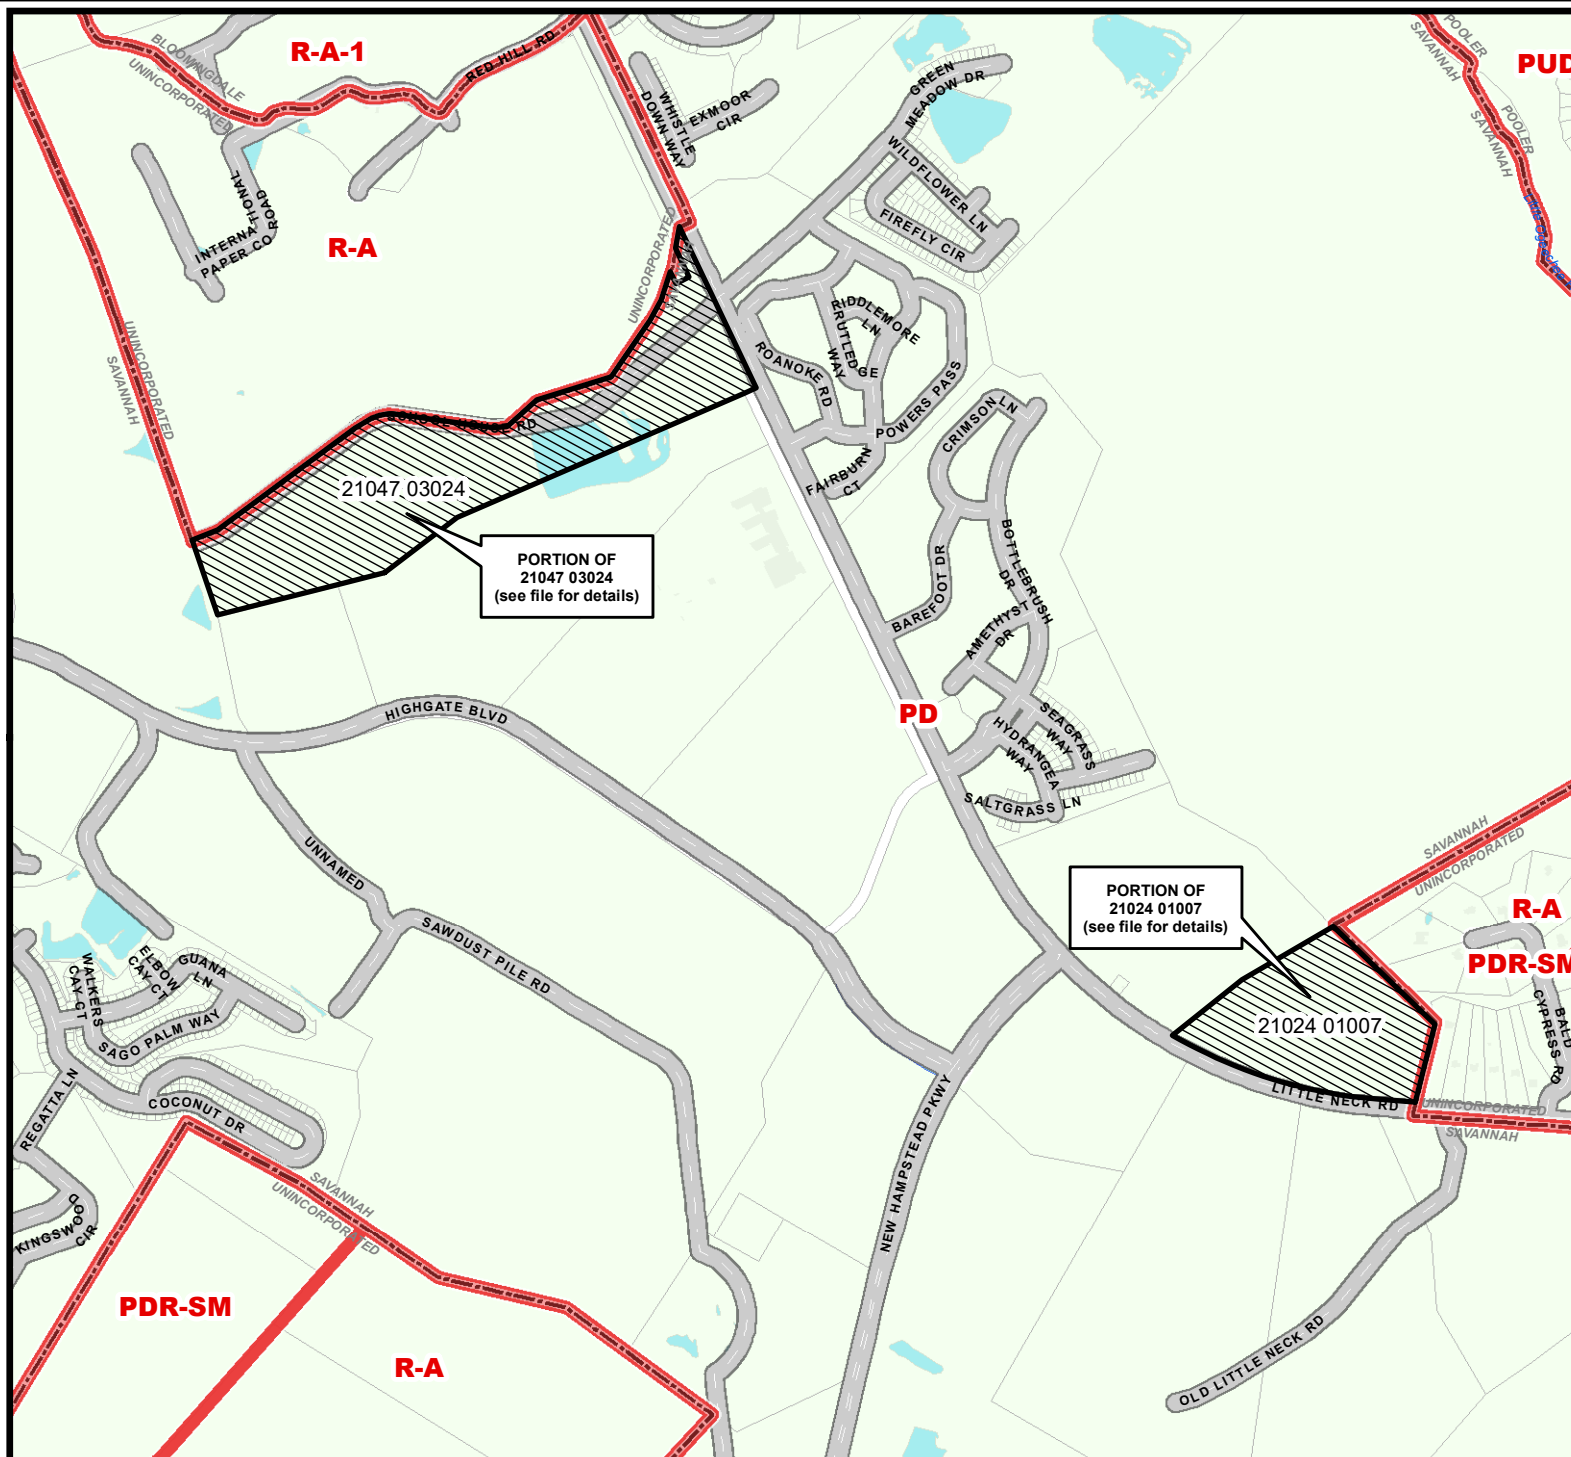 R-A-1
BLOOMINGDALE
UNINCORPORATED
RED HILL RD
WHISTLE
DOWN WAY
EXMOOR
CIR
GREEN
MEADOW DR
WILDFLOWER LN
FIREFLY CIR
POOLER
SAVANNAH
PUD
POOLER
SAVANNAH
INTERNATIONAL
PAPER CO ROAD
R-A
UNINCORPORATED
SAVANNAH
UNINCORPORATED
RIDDLEMORE
LN
RUTLEDGE
WAY
ROANOKE RD
POWERS PASS
FAIRBURN
CT
CRIMSON LN
21047 03024
PORTION OF
21047 03024
(see file for details)
BAREFOOT DR
BOTTLEBRUSH
DR
AMETHYST
DR
PD
SEAGRASS
WAY
HYDRANGEA
WAY
SALTGRASS LN
HIGHGATE BLVD
UNNAMED
SAWDUST PILE RD
SAVANNAH
UNINCORPORATED
PORTION OF
21024 01007
(see file for details)
21024 01007
R-A
PDR-SM
BALD
CYPRESS RD
LITTLE NECK RD
UNINCORPORATED
SAVANNAH
WALKERS
CAY CT
ELBOW
CAY CT
GUANA
LN
SAGO PALM WAY
COCONUT DR
REGATTA LN
KINGSWOOD
CIR
SAVANNAH
UNINCORPORATED
NEW HAMPSTEAD PKWY
PDR-SM
R-A
OLD LITTLE NECK RD